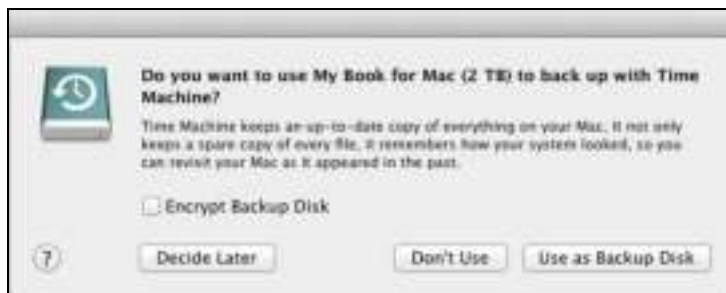 Do you want to use My Book for Mac (2 TB) to back up with Time
Machine?
Time Machine keeps an up-to-date copy of everything on your Mac. It not only
keeps a spare copy of every file, it remembers how your system looked, so you
can revisit your Mac as it appeared in the past.
Encrypt Backup Disk
?
Decide Later
Don't Use
Use as Backup Disk